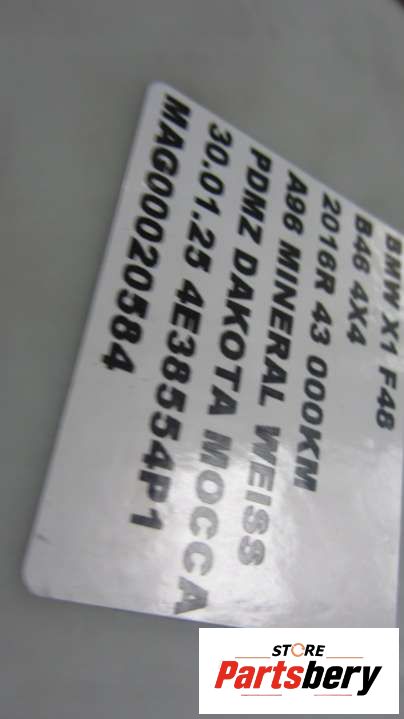 BMW X1 F48
B46 4X4
2016R 43 000KM
A96 MINERAL WEISS
PDMZ DAKOTA MOCCA
30.01.25 4E38554P1
MAG00020584
STORE
Partsbery